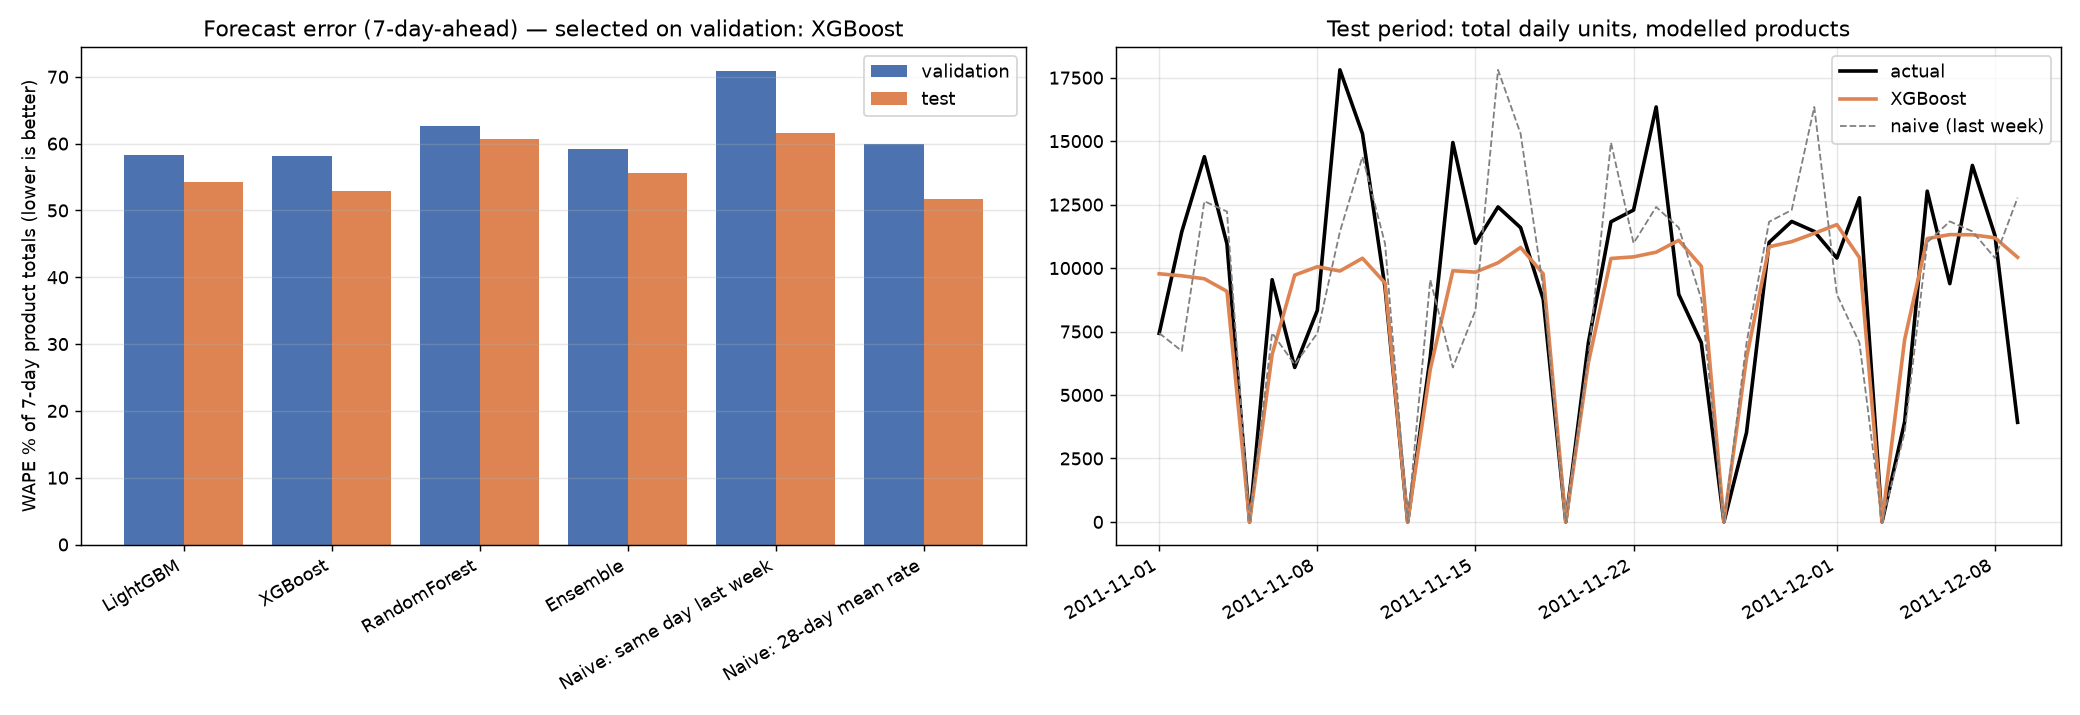 Forecast error (7-day-ahead) — selected on validation: XGBoost
WAPE % of 7-day product totals (lower is better)
70
60
50
40
30
20
10
0
validation
test
LightGBM
XGBoost
RandomForest
Ensemble
Naive: same day last week
Naive: 28-day mean rate
Test period: total daily units, modelled products
17500
15000
12500
10000
7500
5000
2500
0
actual
XGBoost
naive (last week)
2011-11-01
2011-11-08
2011-11-15
2011-11-22
2011-12-01
2011-12-08